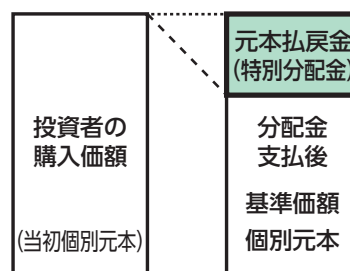 投資者の
購入価額
(当初個別元本)
元本払戻金
(特別分配金)
分配金
支払後
基準価額
個別元本